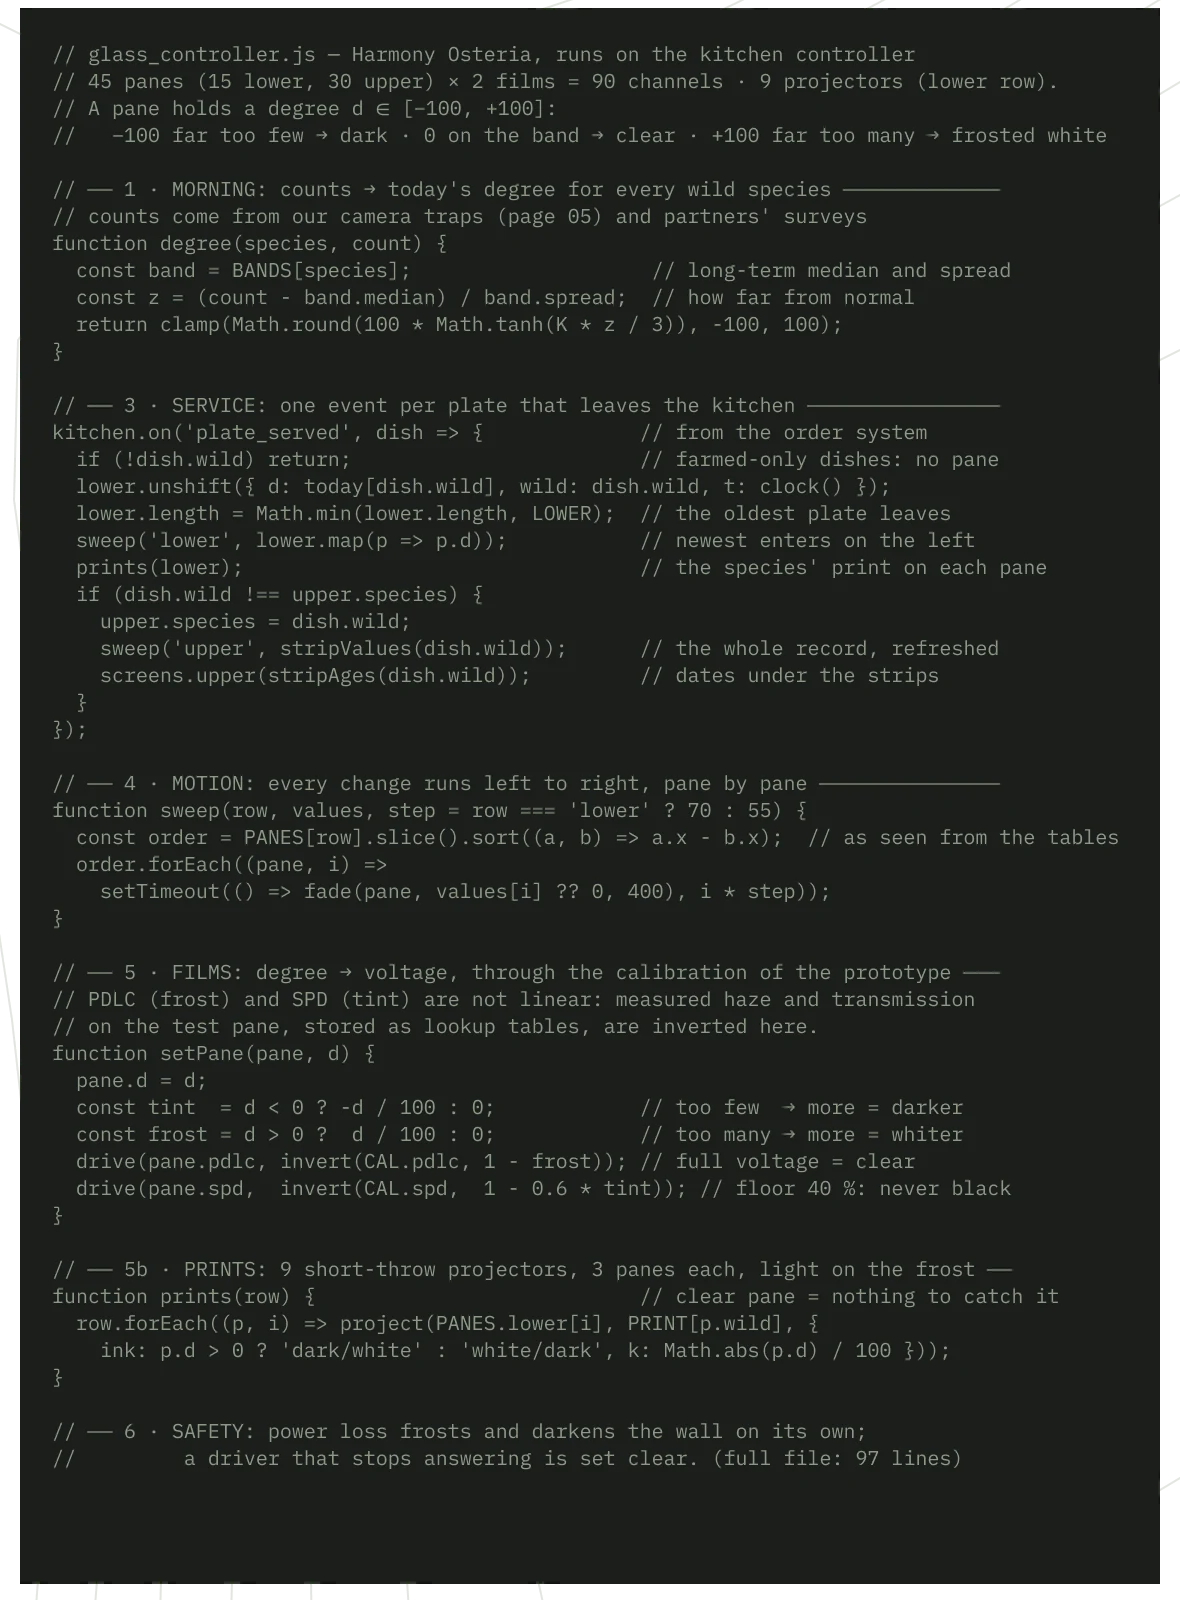 // glass_controller.js — Harmony Osteria, runs on the kitchen controller
// 45 panes (15 lower, 30 upper) × 2 films = 90 channels · 9 projectors (lower row).
// A pane holds a degree d ∈ [−100, +100]:
//   −100 far too few → dark · 0 on the band → clear · +100 far too many → frosted white
// —— 1 · MORNING: counts → today's degree for every wild species —————————————
// counts come from our camera traps (page 05) and partners' surveys
function degree(species, count) {
  const band = BANDS[species];                    // long-term median and spread
  const z = (count - band.median) / band.spread;  // how far from normal
  return clamp(Math.round(100 * Math.tanh(K * z / 3)), -100, 100);
}
// —— 3 · SERVICE: one event per plate that leaves the kitchen ————————————————
kitchen.on('plate_served', dish => {             // from the order system
  if (!dish.wild) return;                        // farmed-only dishes: no pane
  lower.unshift({ d: today[dish.wild], wild: dish.wild, t: clock() });
  lower.length = Math.min(lower.length, LOWER);  // the oldest plate leaves
  sweep('lower', lower.map(p => p.d));           // newest enters on the left
  prints(lower);                                 // the species' print on each pane
  if (dish.wild !== upper.species) {
    upper.species = dish.wild;
    sweep('upper', stripValues(dish.wild));      // the whole record, refreshed
    screens.upper(stripAges(dish.wild));         // dates under the strips
  }
});
// —— 4 · MOTION: every change runs left to right, pane by pane ———————————————
function sweep(row, values, step = row === 'lower' ? 70 : 55) {
  const order = PANES[row].slice().sort((a, b) => a.x - b.x);  // as seen from the tables
  order.forEach((pane, i) =>
    setTimeout(() => fade(pane, values[i] ?? 0, 400), i * step));
}
// —— 5 · FILMS: degree → voltage, through the calibration of the prototype ———
// PDLC (frost) and SPD (tint) are not linear: measured haze and transmission
// on the test pane, stored as lookup tables, are inverted here.
function setPane(pane, d) {
  pane.d = d;
  const tint  = d < 0 ? -d / 100 : 0;            // too few  → more = darker
  const frost = d > 0 ?  d / 100 : 0;            // too many → more = whiter
  drive(pane.pdlc, invert(CAL.pdlc, 1 - frost)); // full voltage = clear
  drive(pane.spd,  invert(CAL.spd,  1 - 0.6 * tint)); // floor 40 %: never black
}
// —— 5b · PRINTS: 9 short-throw projectors, 3 panes each, light on the frost ——
function prints(row) {                           // clear pane = nothing to catch it
  row.forEach((p, i) => project(PANES.lower[i], PRINT[p.wild], {
    ink: p.d > 0 ? 'dark/white' : 'white/dark', k: Math.abs(p.d) / 100 }));
}
// —— 6 · SAFETY: power loss frosts and darkens the wall on its own;
//         a driver that stops answering is set clear. (full file: 97 lines)